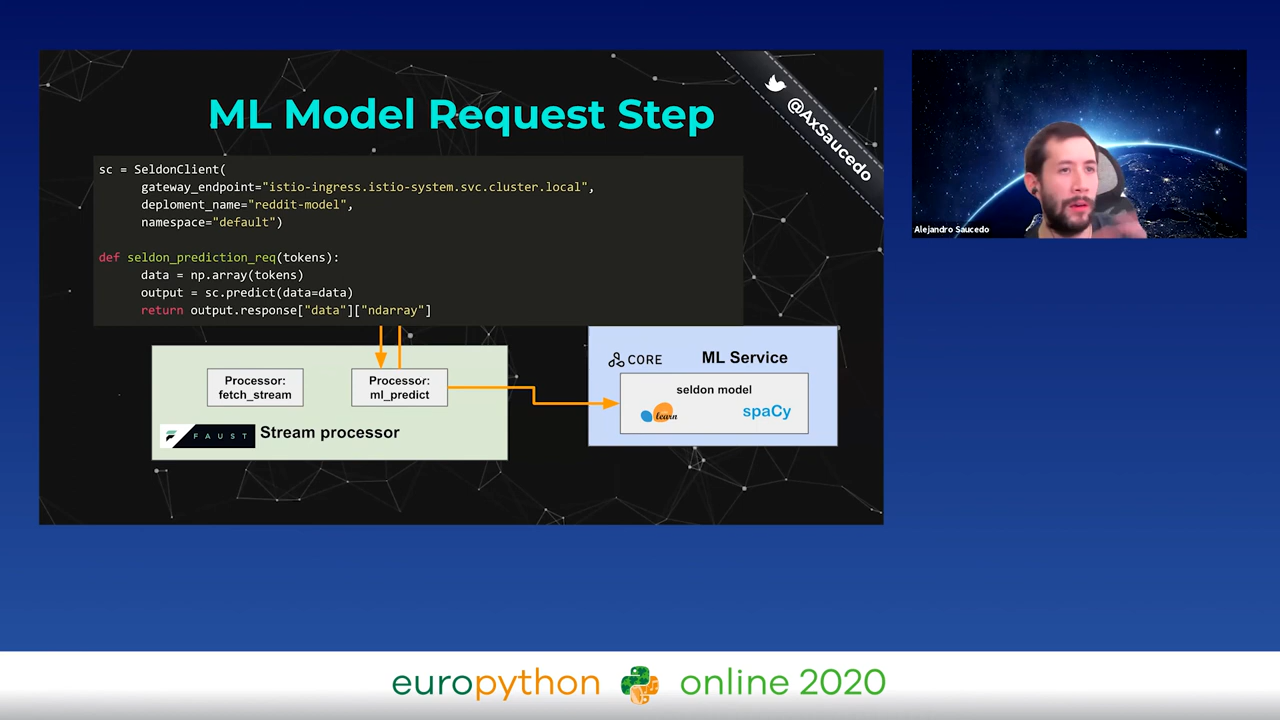 ML Model Request Step
@AxSaucedo
sc = SeldonClient(
gateway_endpoint="istio-ingress.istio-system.svc.cluster.local",
deploment_name="reddit-model",
namespace="default")
def seldon_prediction_req(tokens):
data = np.array(tokens)
output = sc.predict(data=data)
return output.response["data"]["ndarray"]
Processor:
fetch_stream
Processor:
ml_predict
FAUST
Stream processor
CORE
ML Service
seldon model
learn
spaCy
Alejandro Saucedo
europython
online 2020